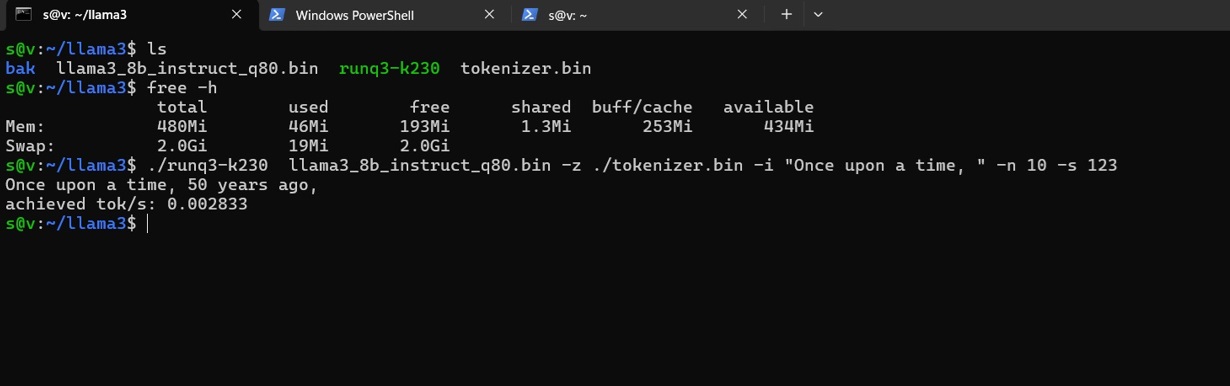 s@v: ~/llama3 Windows PowerShell s@v: ~
s@v:~/llama3$ ls
bak llama3_8b_instruct_q80.bin runq3-k230 tokenizer.bin
s@v:~/llama3$ free -h
total used free shared buff/cache available
Mem: 480Mi 46Mi 193Mi 1.3Mi 253Mi 434Mi
Swap: 2.0Gi 19Mi 2.0Gi
s@v:~/llama3$ ./runq3-k230  llama3_8b_instruct_q80.bin -z ./tokenizer.bin -i "Once upon a time, " -n 10 -s 123
Once upon a time, 50 years ago,
achieved tok/s: 0.002833
s@v:~/llama3$